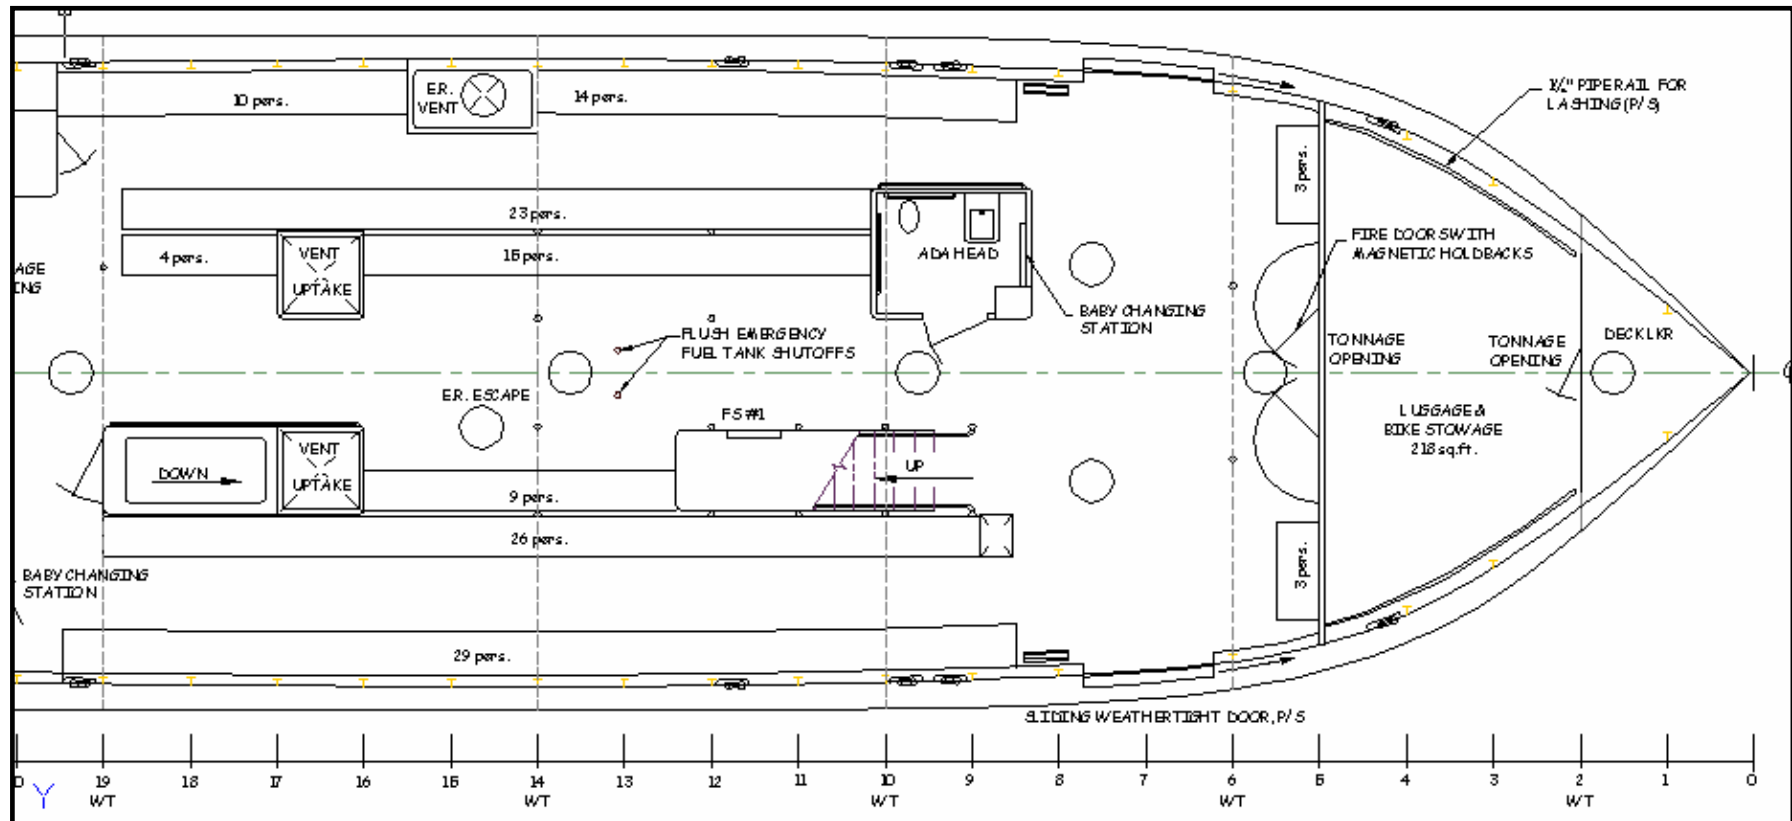 10 pers.
E.R.
VENT
14 pers.
1½" PIPERAIL FOR
LASHING (P/S)
3 pers.
23 pers.
4 pers.
VENT
UPTAKE
15 pers.
ADA HEAD
FIRE DOORS WITH
MAGNETIC HOLDBACKS
AGE
ING
BABY CHANGING
STATION
FLUSH EMERGENCY
FUEL TANK SHUTOFFS
TONNAGE
OPENING
TONNAGE
OPENING
DECK LKR
E.R. ESCAPE
FS #1
LUGGAGE &
BIKE STOWAGE
218 sq.ft.
DOWN
VENT
UPTAKE
UP
9 pers.
26 pers.
3 pers.
BABY CHANGING
STATION
29 pers.
SLIDING WEATHERTIGHT DOOR, P/S
0 19 18 17 16 15 14 13 12 11 10 9 8 7 6 5 4 3 2 1 0
WT WT WT WT WT
Y